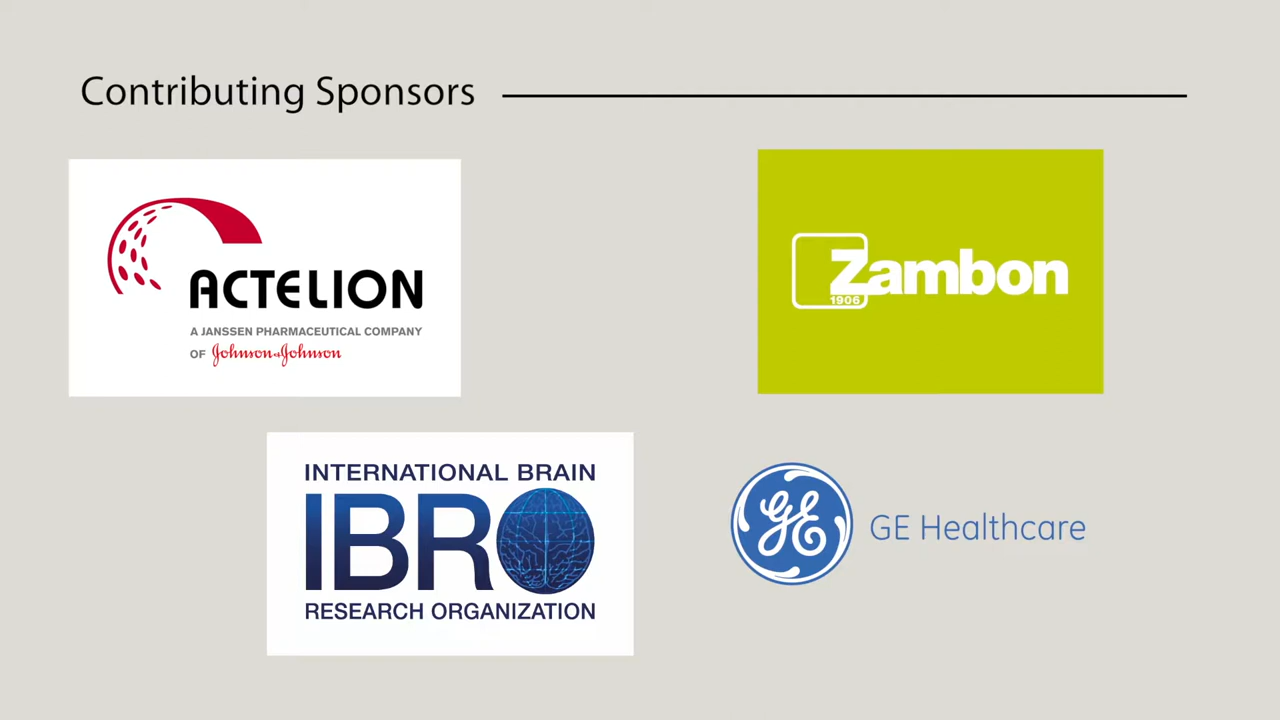 Contributing Sponsors
ACTELION
A JANSSEN PHARMACEUTICAL COMPANY
OF Johnson & Johnson
Zambon
1906
INTERNATIONAL BRAIN
IBRO
RESEARCH ORGANIZATION
GE
GE Healthcare